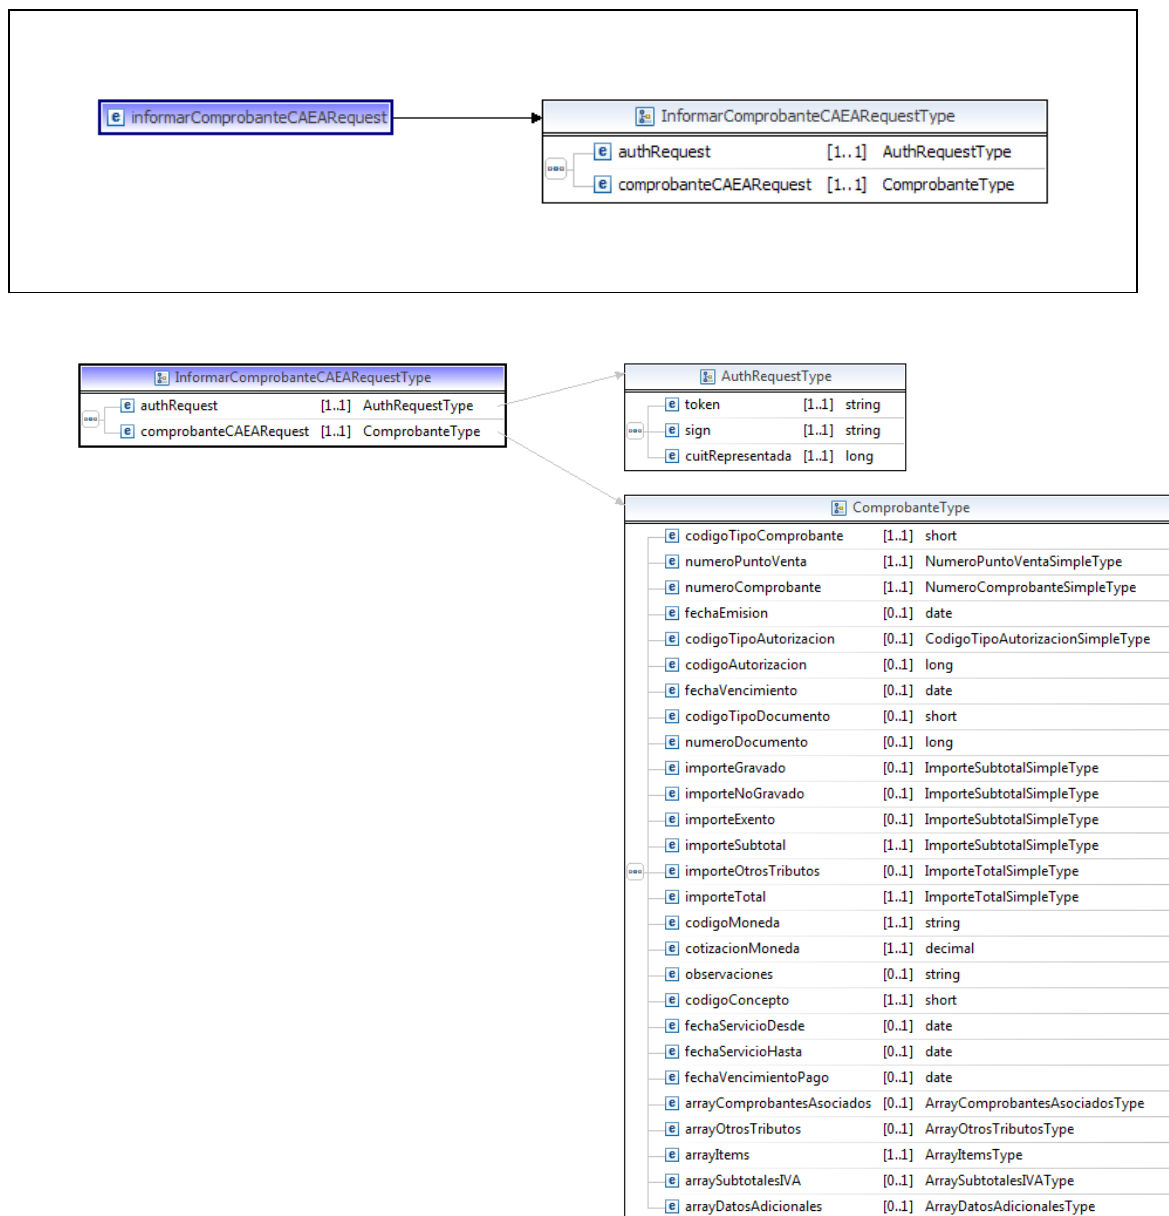 informarComprobanteCAEARequest
InformarComprobanteCAEARequestType
e authRequest [1..1] AuthRequestType
e comprobanteCAEARequest [1..1] ComprobanteType
InformarComprobanteCAEARequestType
e authRequest [1..1] AuthRequestType
e comprobanteCAEARequest [1..1] ComprobanteType
AuthRequestType
e token [1..1] string
e sign [1..1] string
e cuitRepresentada [1..1] long
ComprobanteType
e codigoTipoComprobante [1..1] short
e numeroPuntoVenta [1..1] NumeroPuntoVentaSimpleType
e numeroComprobante [1..1] NumeroComprobanteSimpleType
e fechaEmision [0..1] date
e codigoTipoAutorizacion [0..1] CodigoTipoAutorizacionSimpleType
e codigoAutorizacion [0..1] long
e fechaVencimiento [0..1] date
e codigoTipoDocumento [0..1] short
e numeroDocumento [0..1] long
e importeGravado [0..1] ImporteSubtotalSimpleType
e importeNoGravado [0..1] ImporteSubtotalSimpleType
e importeExento [0..1] ImporteSubtotalSimpleType
e importeSubtotal [1..1] ImporteSubtotalSimpleType
e importeOtrosTributos [0..1] ImporteTotalSimpleType
e importeTotal [1..1] ImporteTotalSimpleType
e codigoMoneda [1..1] string
e cotizacionMoneda [1..1] decimal
e observaciones [0..1] string
e codigoConcepto [1..1] short
e fechaServicioDesde [0..1] date
e fechaServicioHasta [0..1] date
e fechaVencimientoPago [0..1] date
e arrayComprobantesAsociados [0..1] ArrayComprobantesAsociadosType
e arrayOtrosTributos [0..1] ArrayOtrosTributosType
e arrayItems [1..1] ArrayItemsType
e arraySubtotalesIVA [0..1] ArraySubtotalesIVAType
e arrayDatosAdicionales [0..1] ArrayDatosAdicionalesType